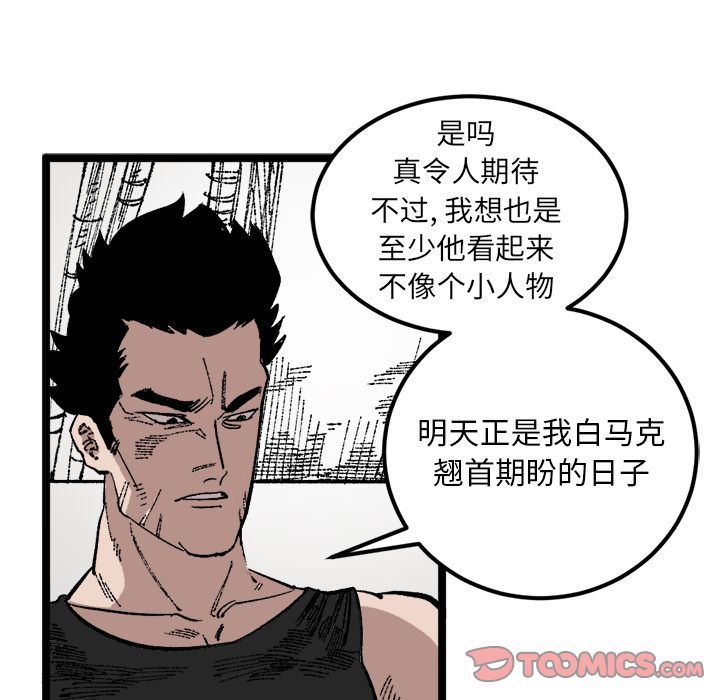 是吗
真令人期待
不过, 我想也是
至少他看起来
不像个小人物
明天正是我白马克
翘首期盼的日子
TOOMICS.COM